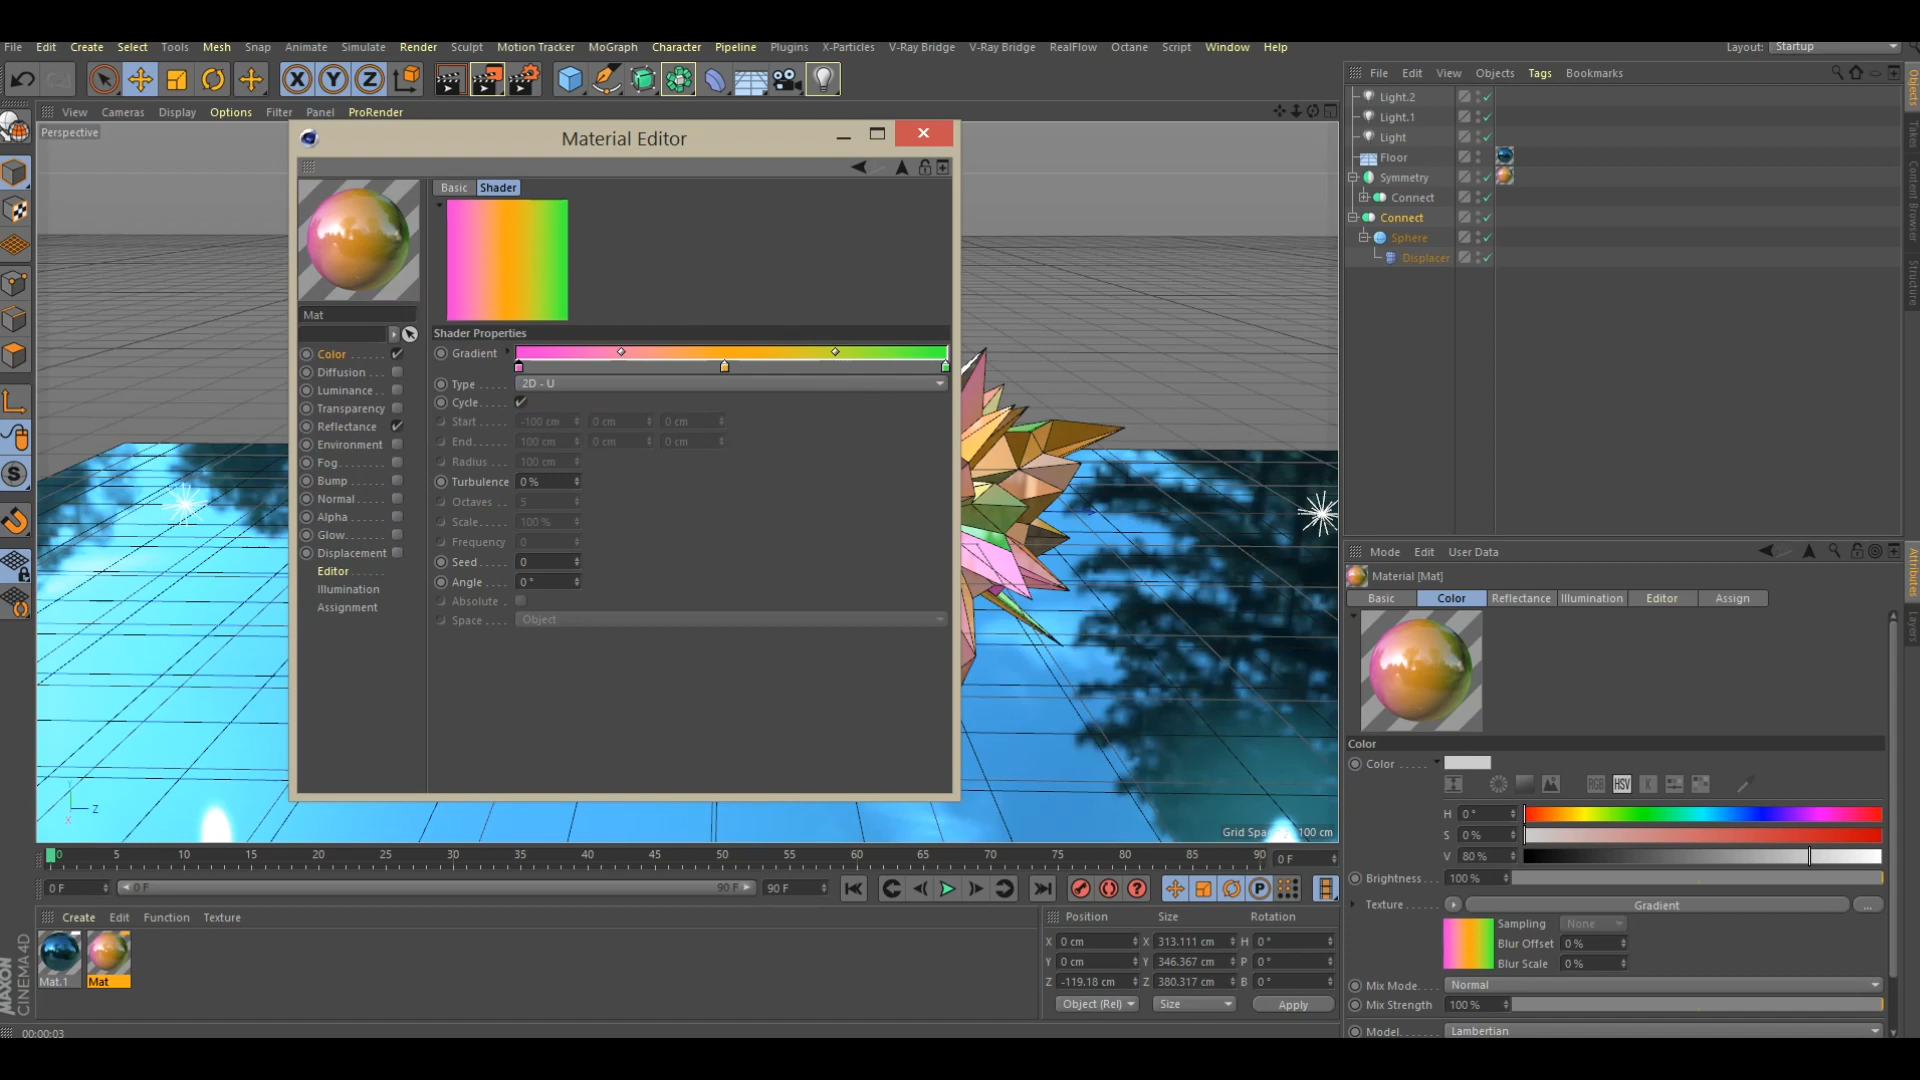 File Edit Create Select Tools Mesh Snap Animate Simulate Render Sculpt Motion Tracker MoGraph Character Pipeline Plugins X-Particles V-Ray Bridge V-Ray Bridge RealFlow Octane Script Window Help Layout: Startup
X Y Z
File Edit View Objects Tags Bookmarks
View Cameras Display Options Filter Panel ProRender
Perspective
Material Editor
Basic Shader
Mat
Color
Diffusion
Luminance
Transparency
Reflectance
Environment
Fog
Bump
Normal
Alpha
Glow
Displacement
Editor
Illumination
Assignment
Shader Properties
Gradient
Type 2D - U
Cycle
Start -100 cm 0 cm 0 cm
End 100 cm 0 cm 0 cm
Radius 100 cm
Turbulence 0 %
Octaves 5
Scale 100 %
Frequency 0
Seed 0
Angle 0 °
Absolute
Space Object
Y Z X
Grid Spac 100 cm
Light.2
Light.1
Light
Floor
Symmetry
Connect
Connect
Sphere
Displacer
Objects
Takes
Content Browser
Structure
Mode Edit User Data
Material [Mat]
Basic Color Reflectance Illumination Editor Assign
Attributes
Layers
Color
Color
RGB HSV K
H 0 °
S 0 %
V 80 %
Brightness 100 %
Texture Gradient ...
Sampling None
Blur Offset 0 %
Blur Scale 0 %
Mix Mode Normal
Mix Strength 100 %
Model Lambertian
0 5 10 15 20 25 30 35 40 45 50 55 60 65 70 75 80 85 90 0 F
0 F 0 F 90 F 90 F
P
Create Edit Function Texture
Mat.1 Mat
Position Size Rotation
X 0 cm X 313.111 cm H 0 °
Y 0 cm Y 346.367 cm P 0 °
Z -119.18 cm Z 380.317 cm B 0 °
Object (Rel) Size Apply
MAXON
CINEMA 4D
00:00:03